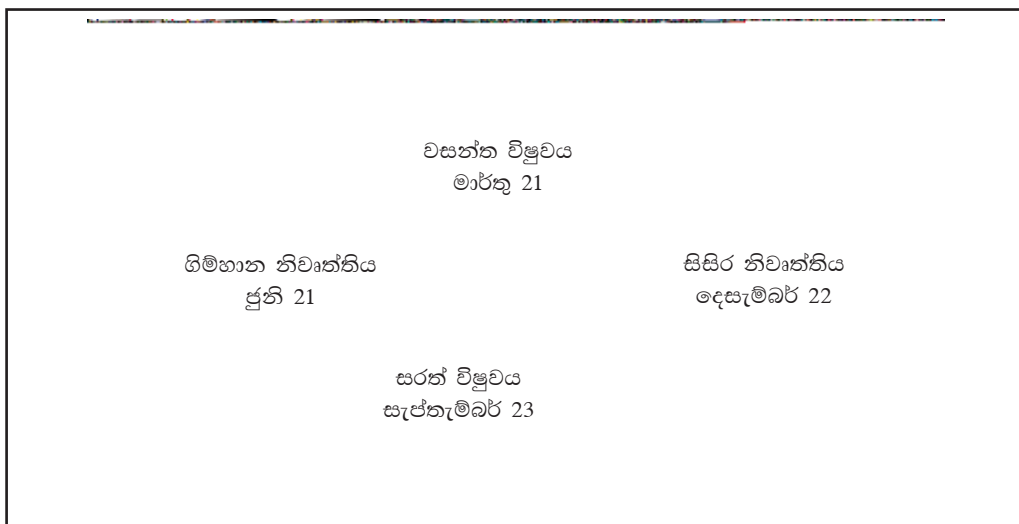 වසන්ත විෂුවය
මාර්තු 21
ගිම්හාන නිවෘත්තිය
ජුනි 21
සිසිර නිවෘත්තිය
දෙසැම්බර් 22
සරත් විෂුවය
සැප්තැම්බර් 23